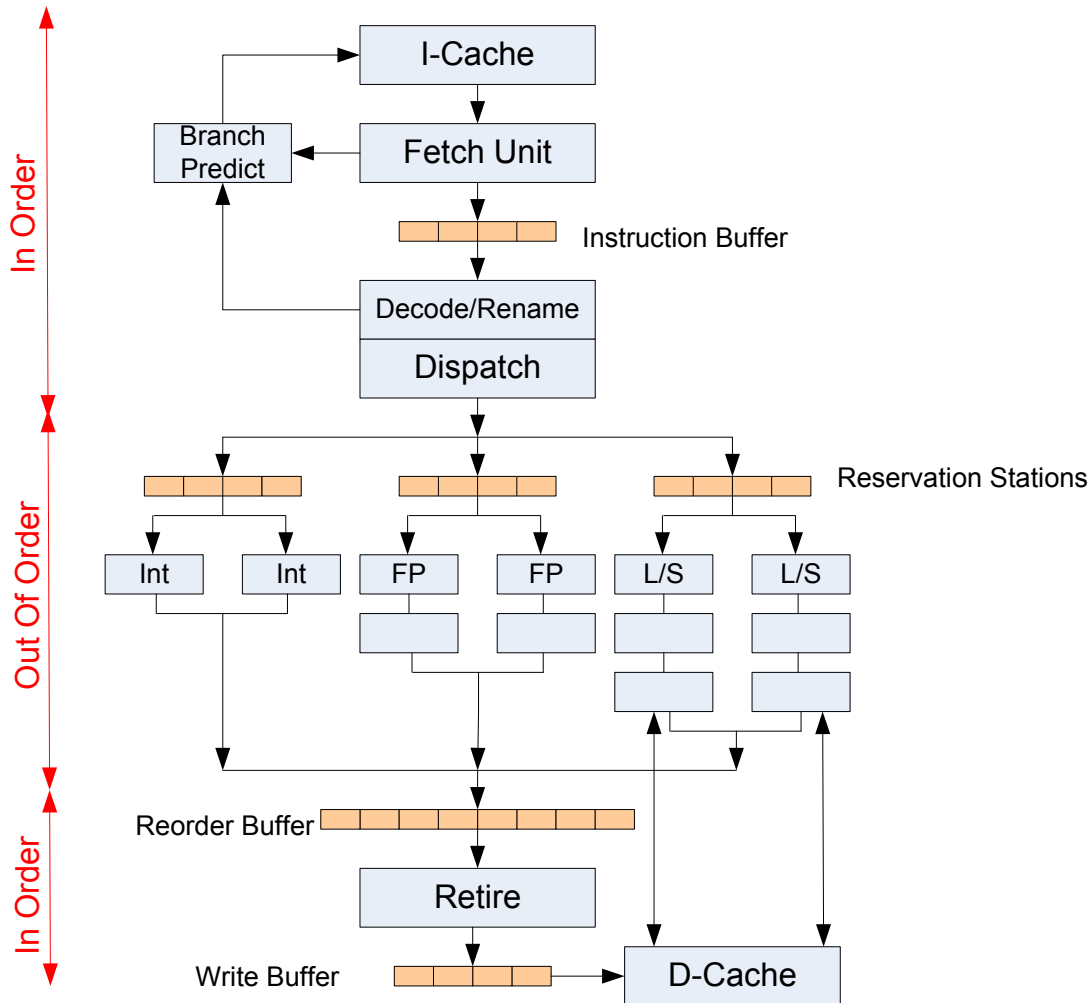 I-Cache
Branch
Predict
Fetch Unit
In Order
Instruction Buffer
Decode/Rename
Dispatch
Reservation Stations
Out Of Order
Int
Int
FP
FP
L/S
L/S
Reorder Buffer
In Order
Retire
Write Buffer
D-Cache